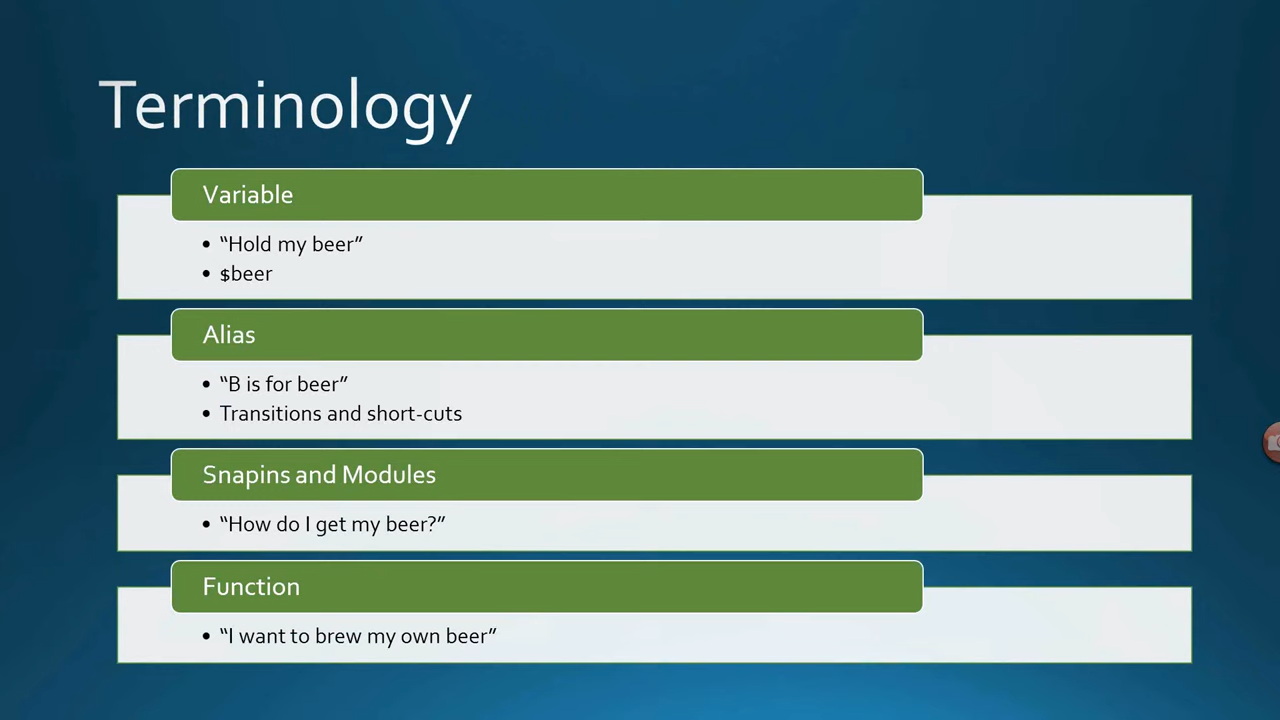 Terminology
Variable
• “Hold my beer”
• $beer
Alias
• “B is for beer”
• Transitions and short-cuts
Snapins and Modules
• “How do I get my beer?”
Function
• “I want to brew my own beer”